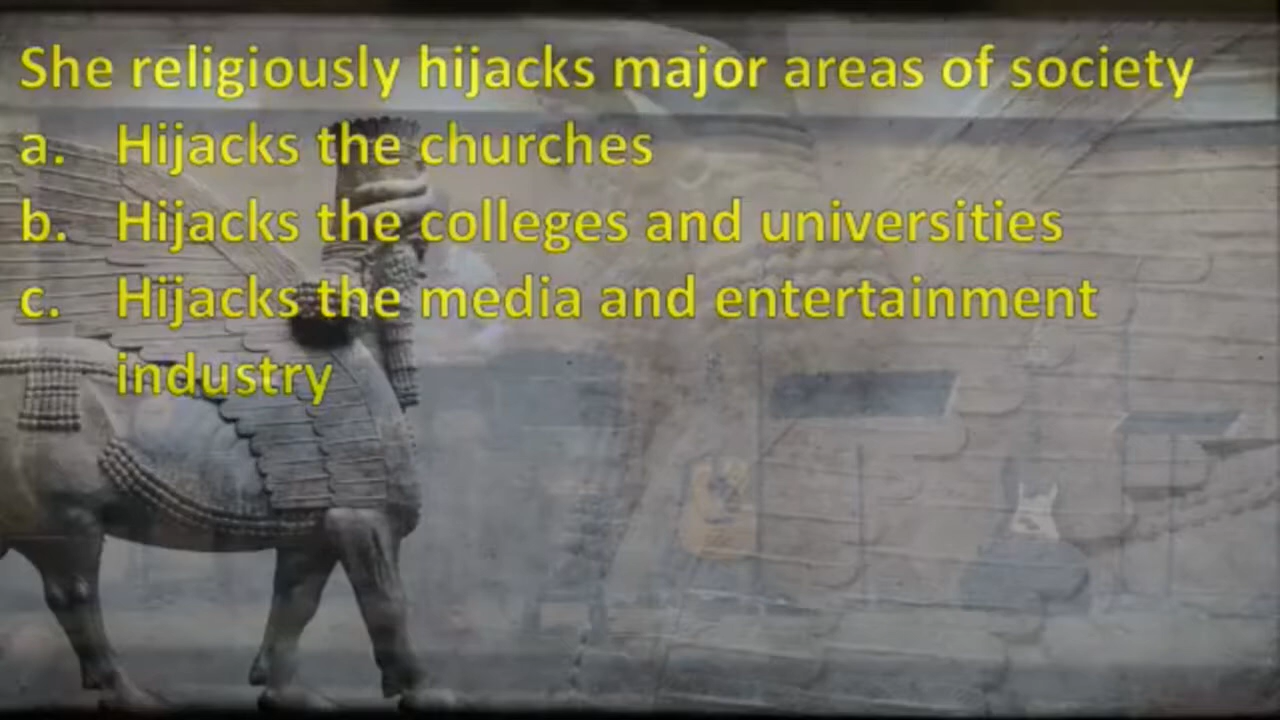 She religiously hijacks major areas of society
a. Hijacks the churches
b. Hijacks the colleges and universities
c. Hijacks the media and entertainment
industry